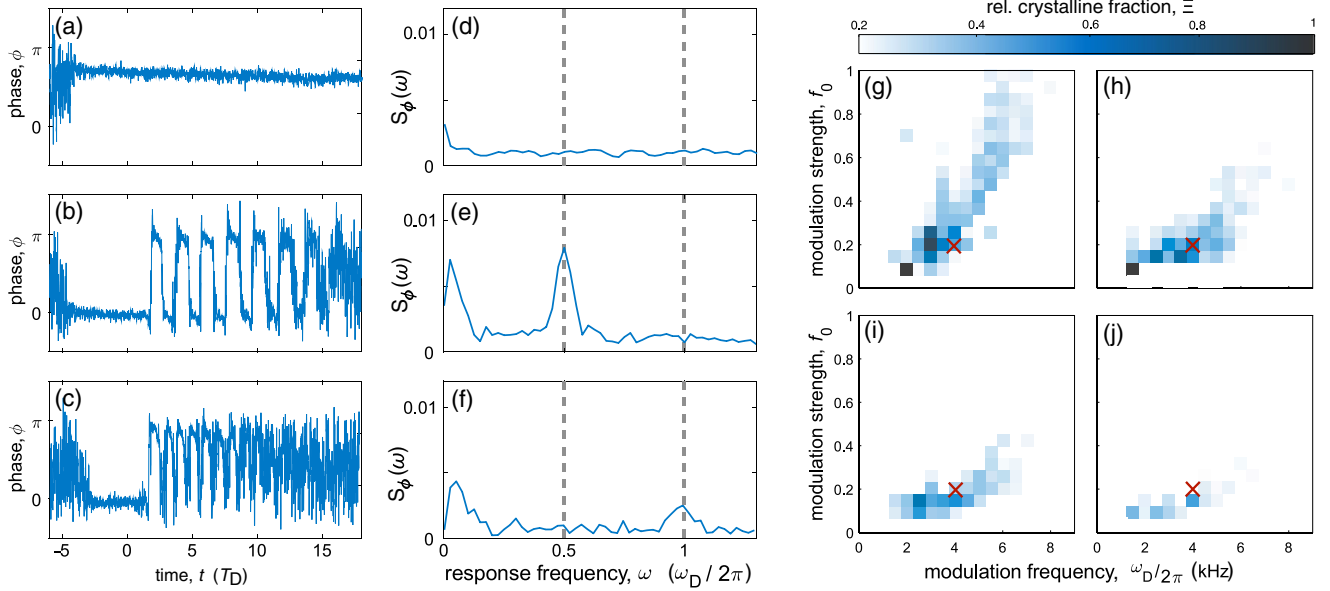 (a)
phase, ϕ
π
0
(b)
phase, ϕ
π
0
(c)
phase, ϕ
π
0
−5 0 5 10 15
time, t (T_D)
(d)
S_ϕ(ω)
0.01
0
(e)
S_ϕ(ω)
0.01
0
(f)
S_ϕ(ω)
0.01
0
0 0.5 1
response frequency, ω (ω_D / 2π)
rel. crystalline fraction, Ξ
0.2 0.4 0.6 0.8 1
(g)
modulation strength, f_0
1
0.8
0.6
0.4
0.2
0
(h)
(i)
modulation strength, f_0
1
0.8
0.6
0.4
0.2
0
0 2 4 6 8
(j)
0 2 4 6 8
modulation frequency, ω_D/2π (kHz)